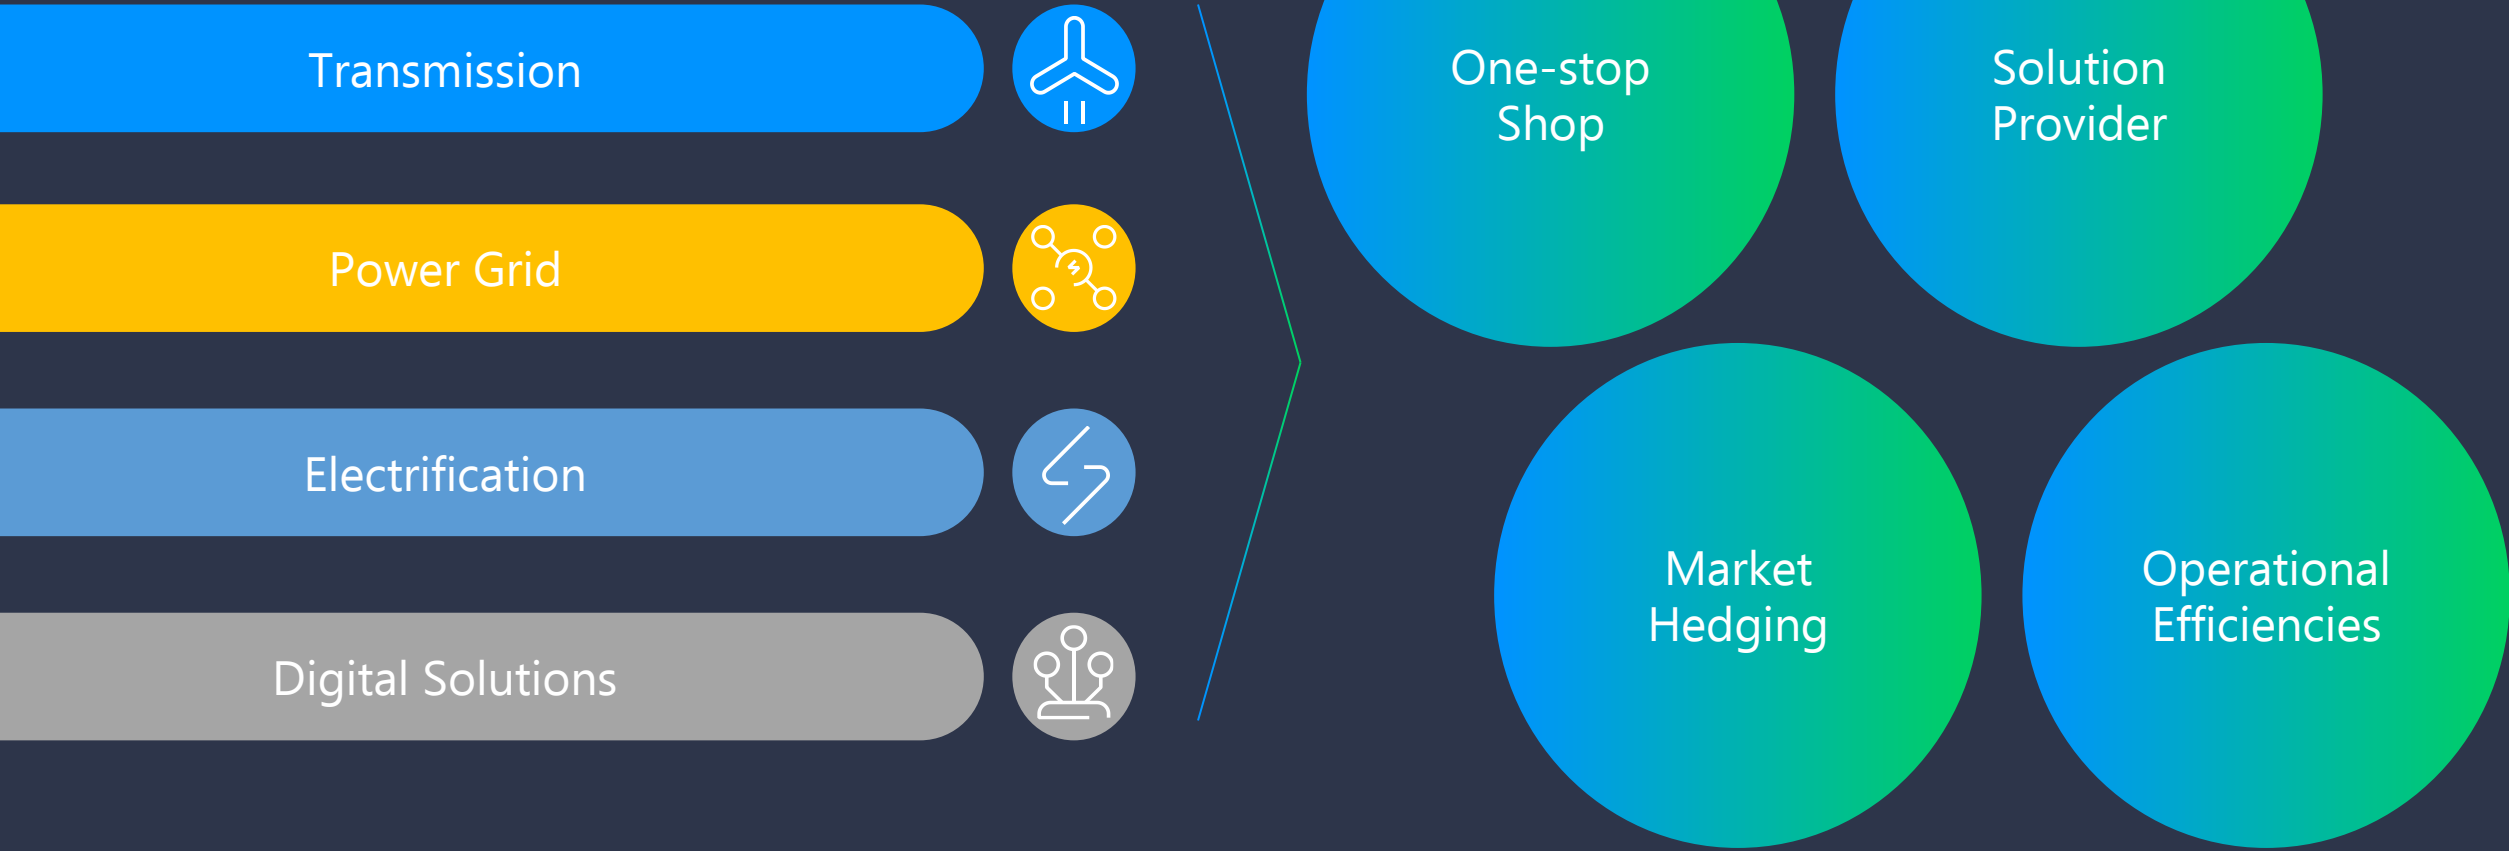 Transmission
Power Grid
Electrification
Digital Solutions
One-stop
Shop
Solution
Provider
Market
Hedging
Operational
Efficiencies